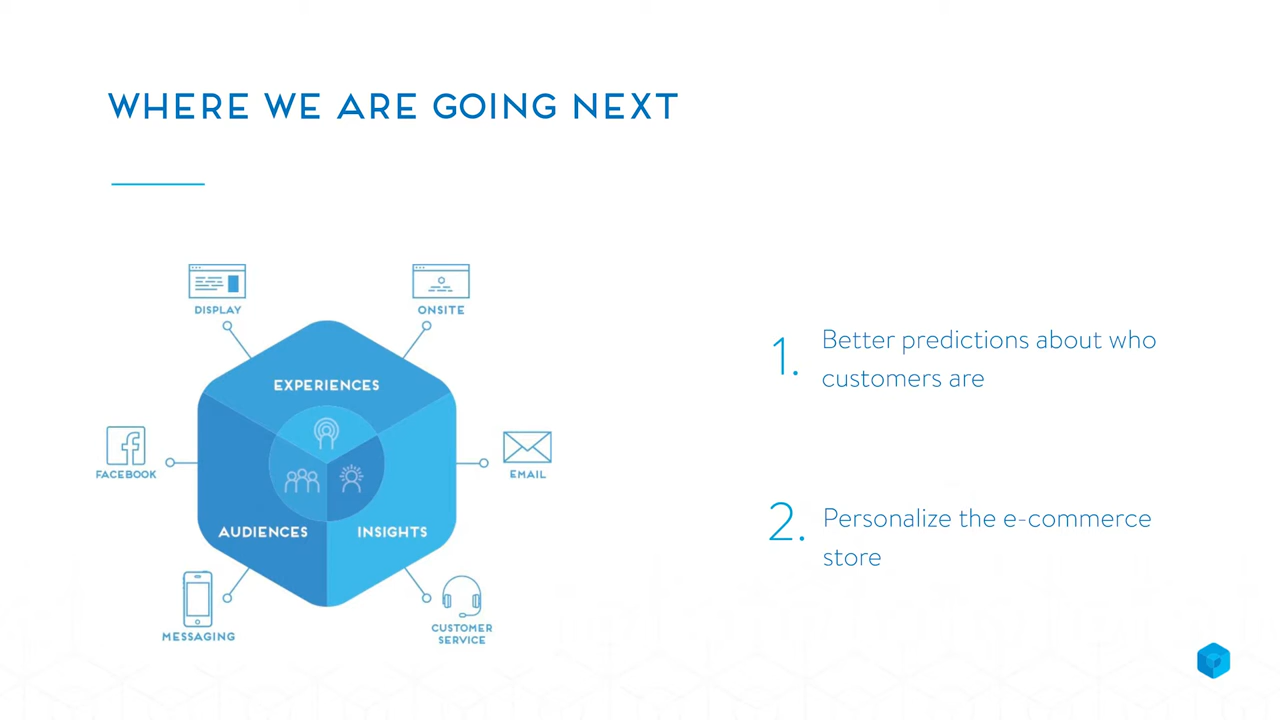 WHERE WE ARE GOING NEXT
DISPLAY
ONSITE
EXPERIENCES
FACEBOOK
EMAIL
AUDIENCES
INSIGHTS
MESSAGING
CUSTOMER
SERVICE
1.
Better predictions about who
customers are
2.
Personalize the e-commerce
store